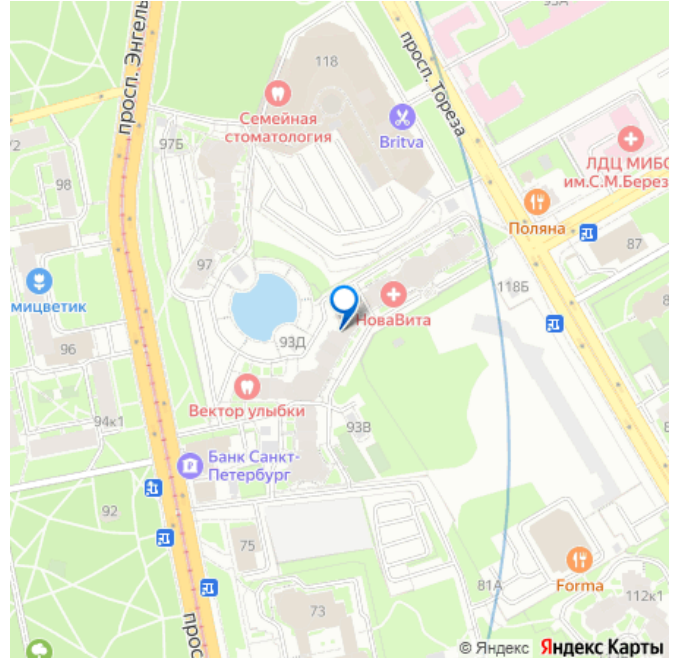 просп. Энгель
118
просп. Тореза
Семейная
стоматология
Britva
97Б
ЛДЦ МИБС
им.С.М.Берез
98
Поляна
87
97
118Б
мицветик
НоваВита
96
93Д
Вектор улыбки
94к1
93В
Банк Санкт-
Петербург
92
75
81А
Forma
112к1
73
просп
© Яндекс Яндекс Карты